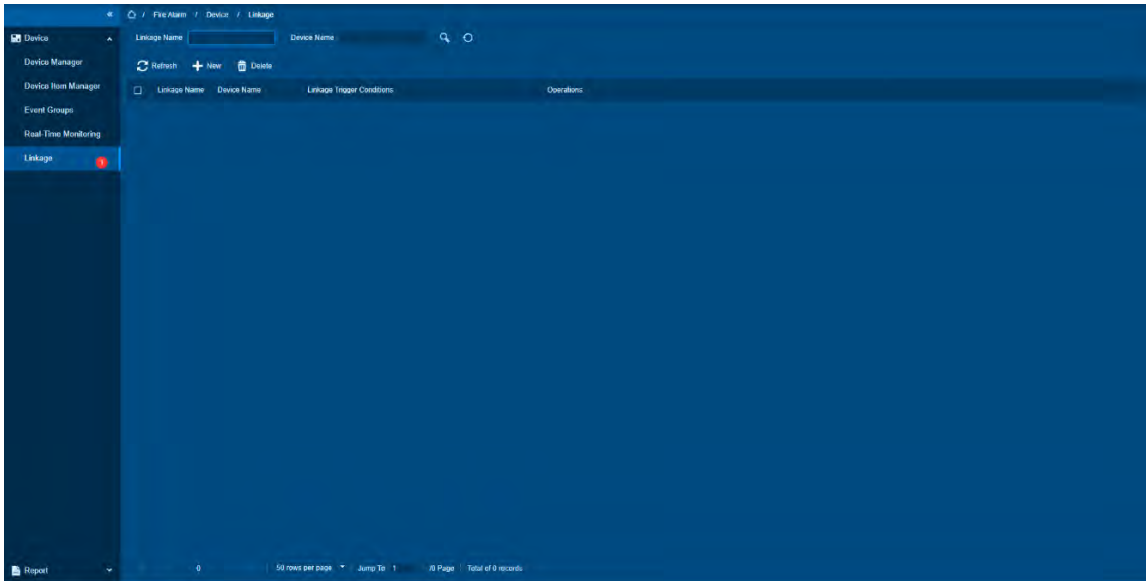 « / Fire Alarm / Device / Linkage
Device
Linkage Name Device Name
Device Manager
Refresh New Delete
Device Item Manager
Linkage Name Device Name Linkage Trigger Conditions Operations
Event Groups
Real-Time Monitoring
Linkage 1
Report
0 50 rows per page Jump To 1 /0 Page Total of 0 records